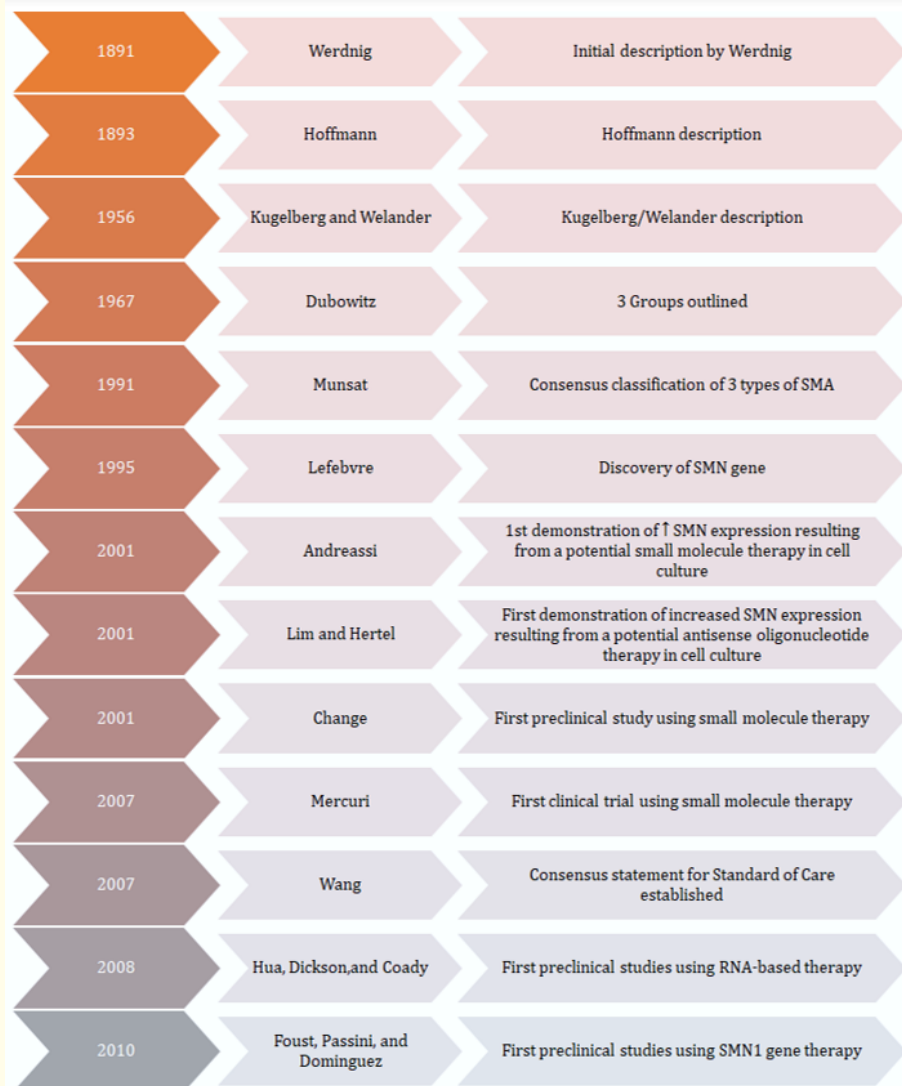 1891
Werdnig
Initial description by Werdnig
1893
Hoffmann
Hoffmann description
1956
Kugelberg and Welander
Kugelberg/Welander description
1967
Dubowitz
3 Groups outlined
1991
Munsat
Consensus classification of 3 types of SMA
1995
Lefebvre
Discovery of SMN gene
2001
Andreassi
1st demonstration of ↑ SMN expression resulting
from a potential small molecule therapy in cell
culture
2001
Lim and Hertel
First demonstration of increased SMN expression
resulting from a potential antisense oligonucleotide
therapy in cell culture
2001
Change
First preclinical study using small molecule therapy
2007
Mercuri
First clinical trial using small molecule therapy
2007
Wang
Consensus statement for Standard of Care
established
2008
Hua, Dickson,and Coady
First preclinical studies using RNA-based therapy
2010
Foust, Passini, and
Dominguez
First preclinical studies using SMN1 gene therapy